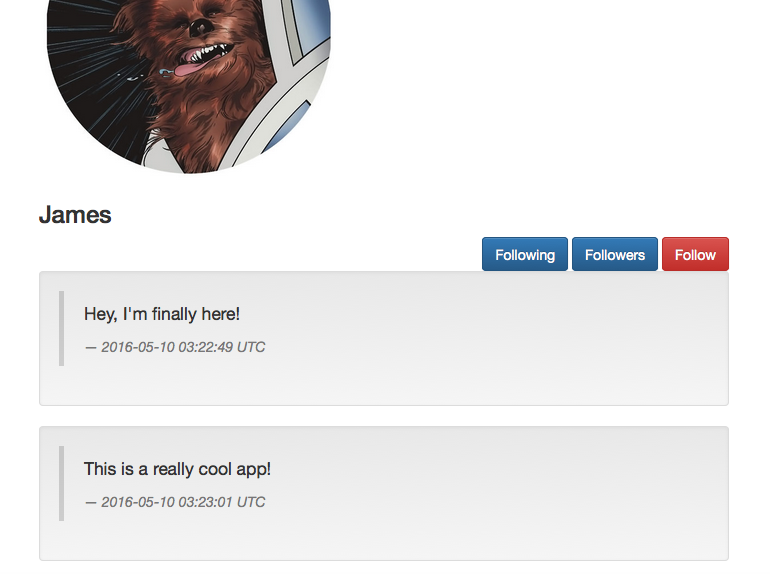 James
Following Followers Follow
Hey, I'm finally here!
— 2016-05-10 03:22:49 UTC
This is a really cool app!
— 2016-05-10 03:23:01 UTC